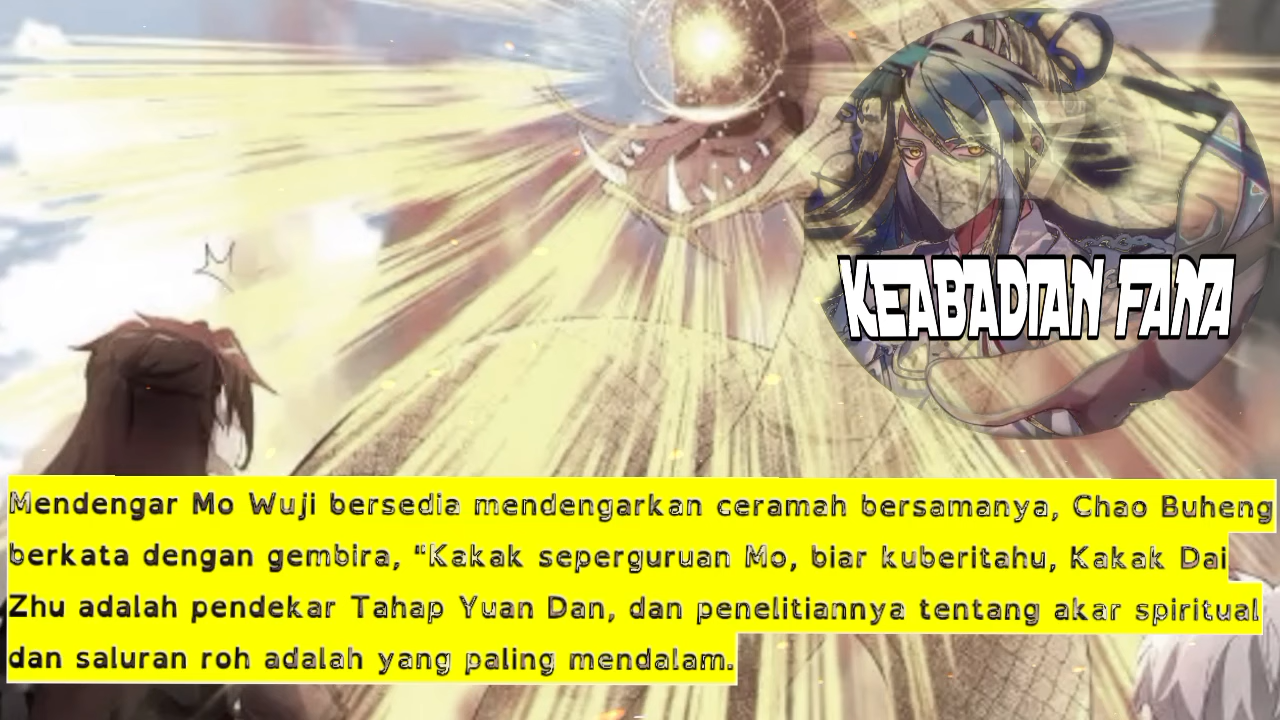 KEABADIAN FANA
Mendengar Mo Wuji bersedia mendengarkan ceramah bersamanya, Chao Buheng
berkata dengan gembira, "Kakak seperguruan Mo, biar kuberitahu, Kakak Dai
Zhu adalah pendekar Tahap Yuan Dan, dan penelitiannya tentang akar spiritual
dan saluran roh adalah yang paling mendalam.